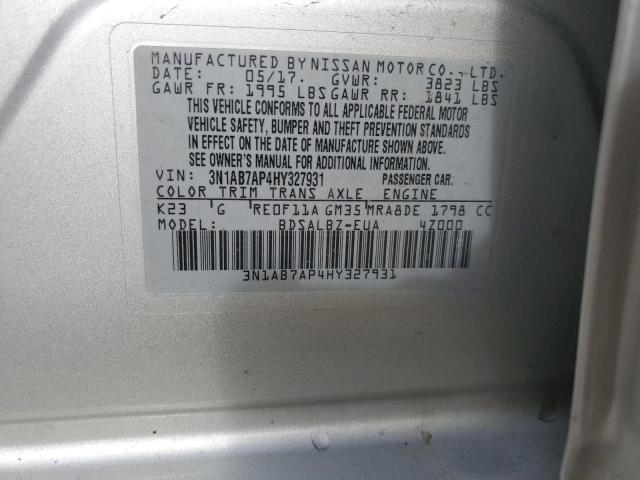 MANUFACTURED BY NISSAN MOTOR CO., LTD.
DATE: 05/17. GVWR: 3823 LBS
GAWR FR: 1995 LBS GAWR RR: 1841 LBS
THIS VEHICLE CONFORMS TO ALL APPLICABLE FEDERAL MOTOR
VEHICLE SAFETY, BUMPER AND THEFT PREVENTION STANDARDS
IN EFFECT ON THE DATE OF MANUFACTURE SHOWN ABOVE.
SEE OWNER'S MANUAL FOR ADDITIONAL INFORMATION.
VIN: 3N1AB7AP4HY327931 PASSENGER CAR.
COLOR TRIM TRANS AXLE ENGINE
K23 G RE0F11A GM35 MRA8DE 1798 CC
MODEL: BDSALBZ-EUA 4Z000
3N1AB7AP4HY327931